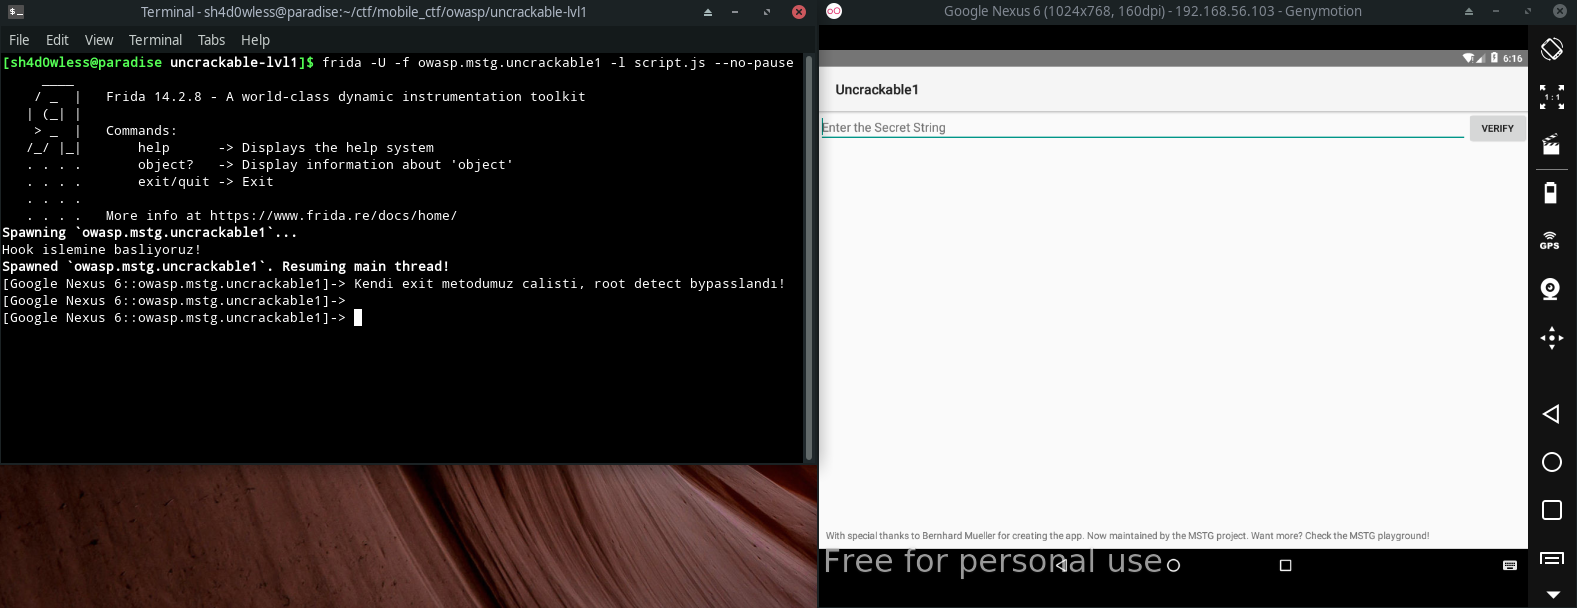 Terminal - sh4d0wless@paradise:~/ctf/mobile_ctf/owasp/uncrackable-lvl1
File Edit View Terminal Tabs Help
[sh4d0wless@paradise uncrackable-lvl1]$ frida -U -f owasp.mstg.uncrackable1 -l script.js --no-pause
     ____
    / _  |   Frida 14.2.8 - A world-class dynamic instrumentation toolkit
   | (_| |
    > _  |   Commands:
   /_/ |_|       help      -> Displays the help system
   . . . .       object?   -> Display information about 'object'
   . . . .       exit/quit -> Exit
   . . . .
   . . . .   More info at https://www.frida.re/docs/home/
Spawning `owasp.mstg.uncrackable1`...
Hook islemine basliyoruz!
Spawned `owasp.mstg.uncrackable1`. Resuming main thread!
[Google Nexus 6::owasp.mstg.uncrackable1]-> Kendi exit metodumuz calisti, root detect bypasslandı!
[Google Nexus 6::owasp.mstg.uncrackable1]->
[Google Nexus 6::owasp.mstg.uncrackable1]->
Google Nexus 6 (1024x768, 160dpi) - 192.168.56.103 - Genymotion
6:16
Uncrackable1
Enter the Secret String
VERIFY
With special thanks to Bernhard Mueller for creating the app. Now maintained by the MSTG project. Want more? Check the MSTG playground!
Free for personal use
1:1
GPS